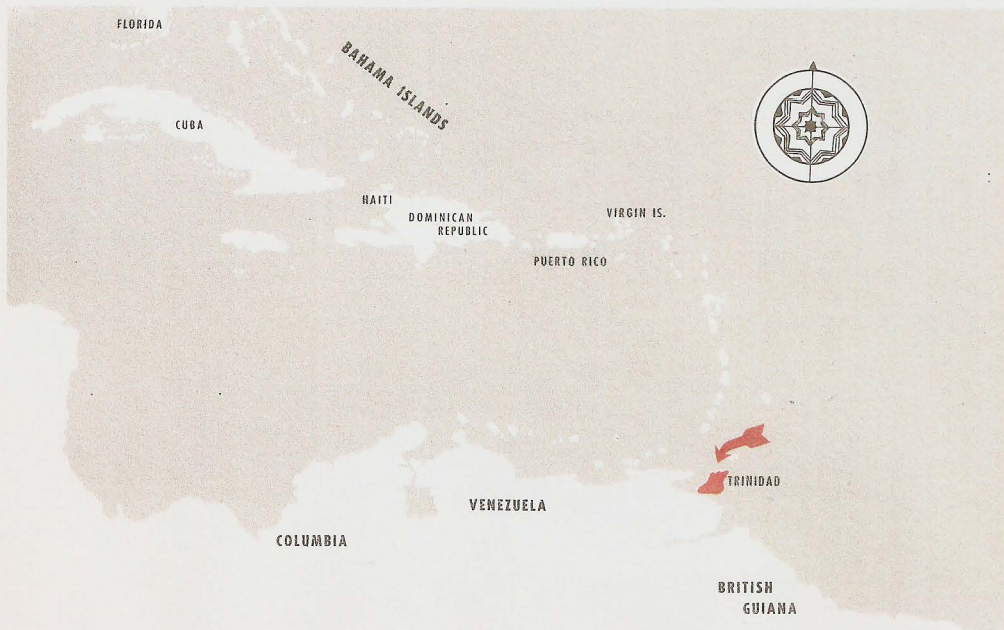 FLORIDA
BAHAMA ISLANDS
CUBA
HAITI
DOMINICAN
REPUBLIC
VIRGIN IS.
PUERTO RICO
TRINIDAD
VENEZUELA
COLUMBIA
BRITISH
GUIANA